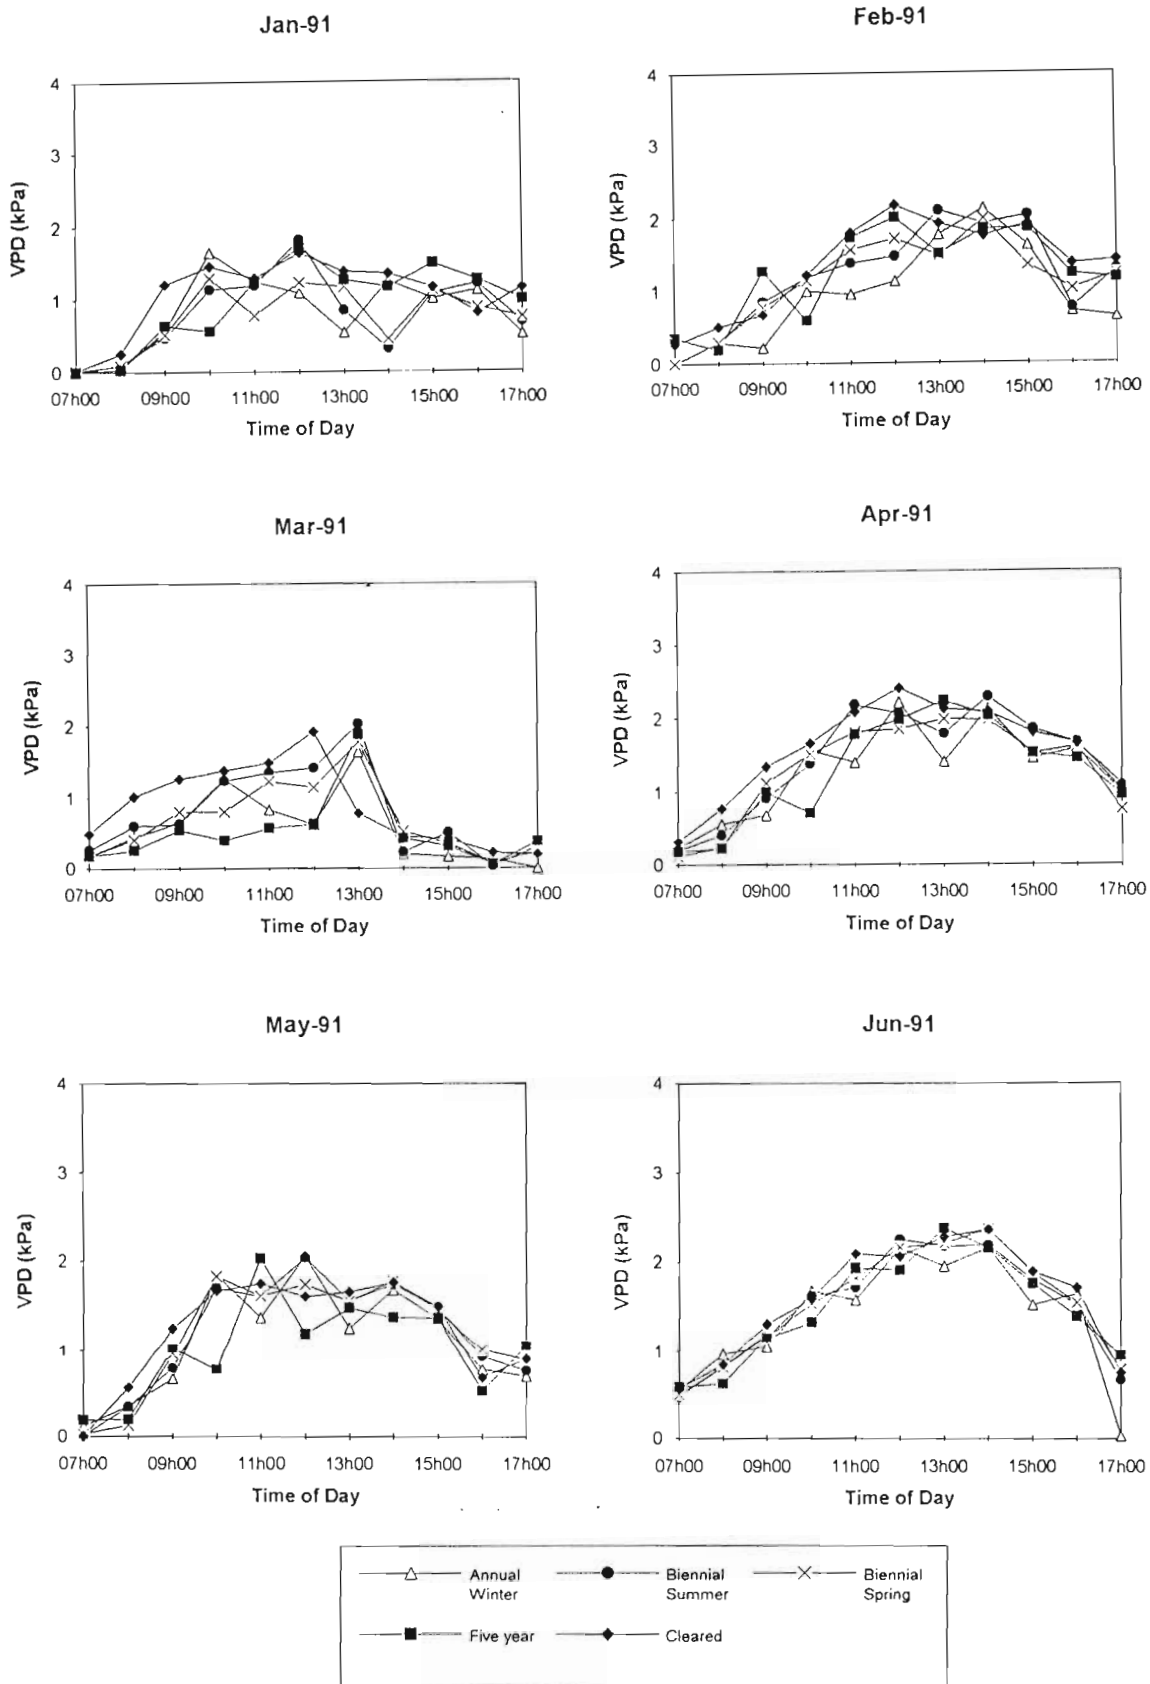 Jan-91
Feb-91
4
3
2
1
0
VPD (kPa)
07h00 09h00 11h00 13h00 15h00 17h00
Time of Day
4
3
2
1
0
VPD (kPa)
07h00 09h00 11h00 13h00 15h00 17h00
Time of Day
Mar-91
Apr-91
4
3
2
1
0
VPD (kPa)
07h00 09h00 11h00 13h00 15h00 17h00
Time of Day
4
3
2
1
0
VPD (kPa)
07h00 09h00 11h00 13h00 15h00 17h00
Time of Day
May-91
Jun-91
4
3
2
1
0
VPD (kPa)
07h00 09h00 11h00 13h00 15h00 17h00
Time of Day
4
3
2
1
0
VPD (kPa)
07h00 09h00 11h00 13h00 15h00 17h00
Time of Day
Annual Winter
Biennial Summer
Biennial Spring
Five year
Cleared